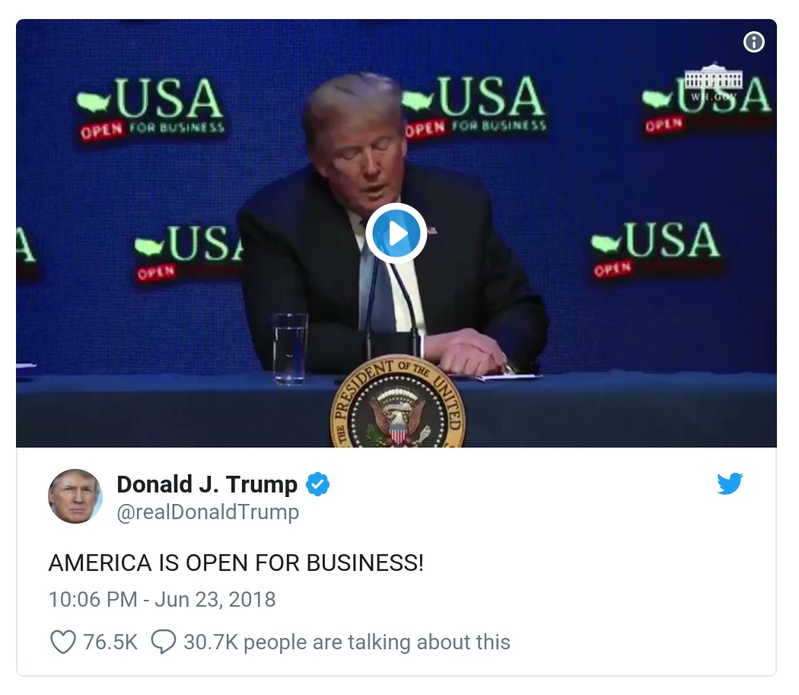 USA
OPEN FOR BUSINESS
USA
OPEN FOR BUSINESS
WH.GOV
USA
OPEN
A
USA
OPEN
USA
OPEN
THE PRESIDENT OF THE UNITED
Donald J. Trump
@realDonaldTrump
AMERICA IS OPEN FOR BUSINESS!
10:06 PM - Jun 23, 2018
76.5K 30.7K people are talking about this